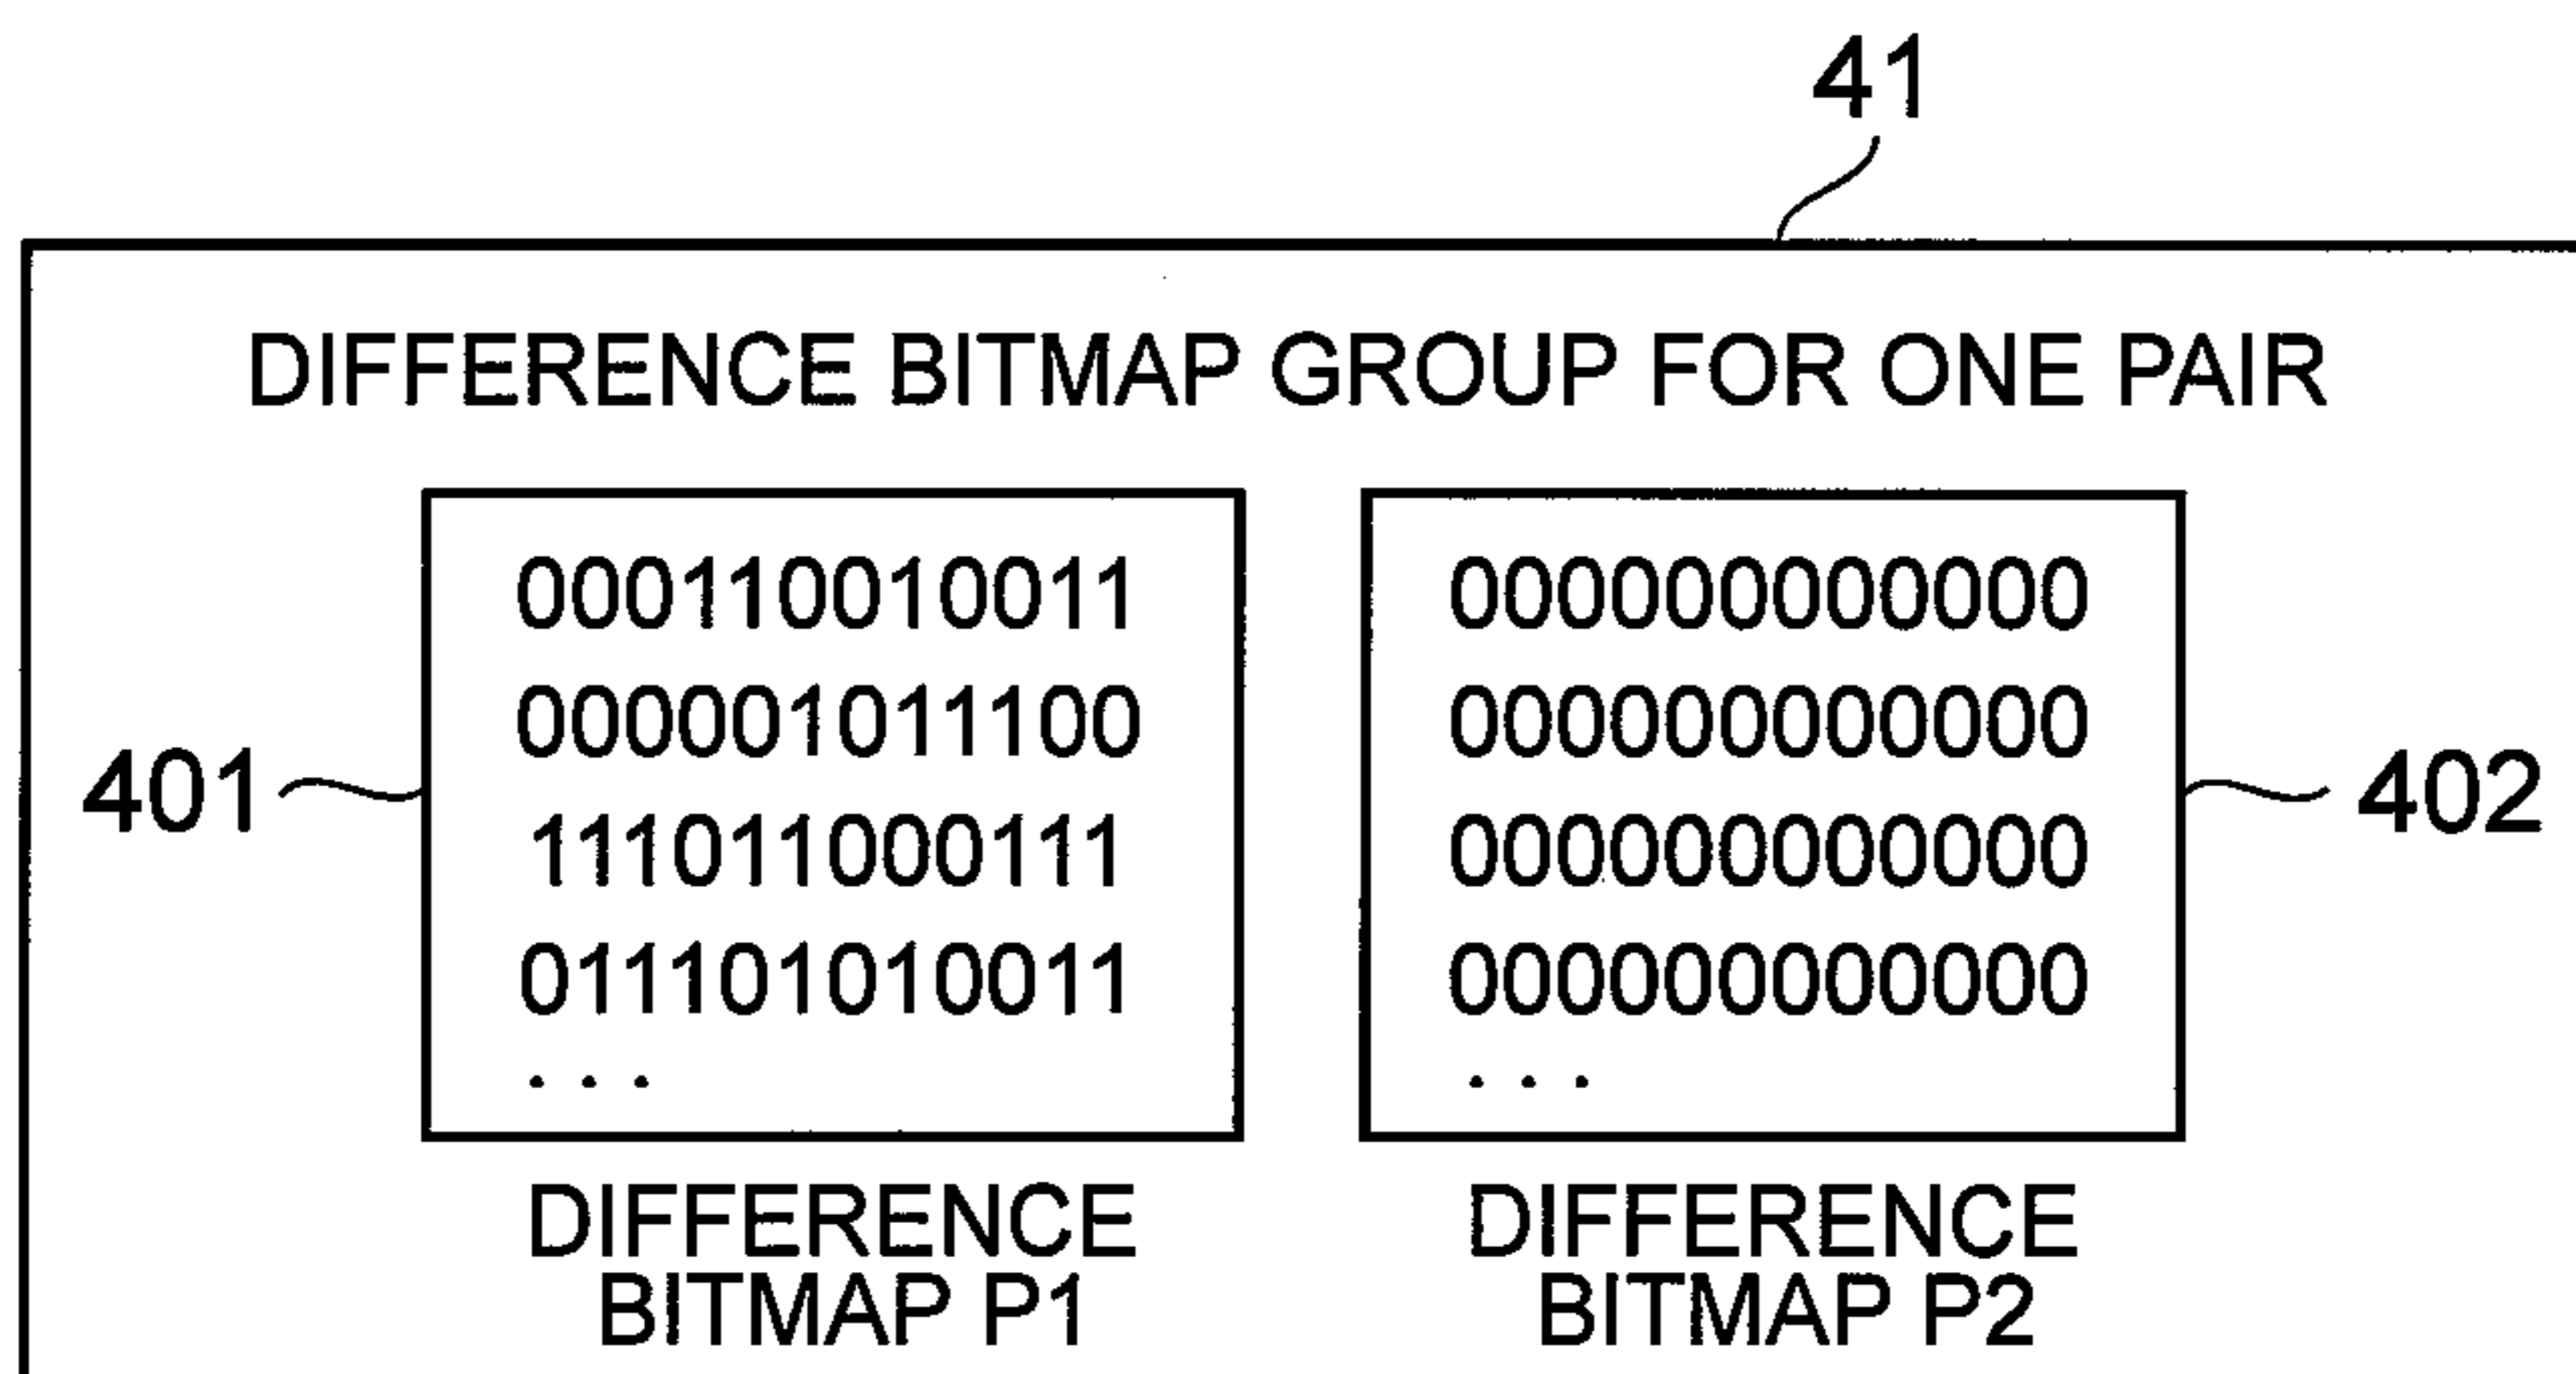 41
DIFFERENCE BITMAP GROUP FOR ONE PAIR
000110010011
000001011100
111011000111
011101010011
. . .
401
DIFFERENCE
BITMAP P1
000000000000
000000000000
000000000000
000000000000
. . .
402
DIFFERENCE
BITMAP P2